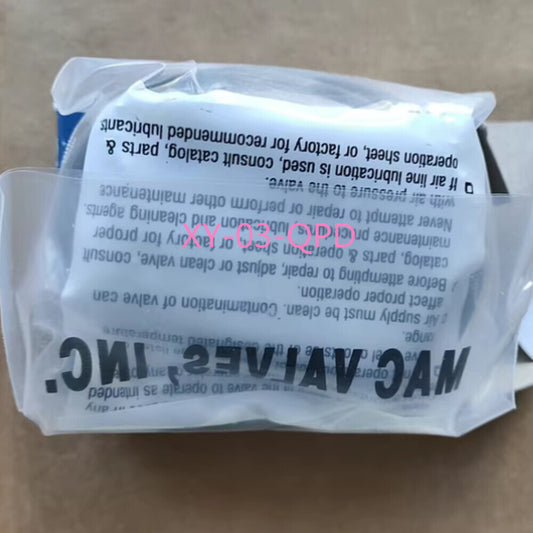 MAC VALVES, INC.
operate as intended
Air supply must be clean. Contamination of valve can
affect proper operation.
Before attempting to repair, adjust or clean valve, consult
catalog, parts & operation sheet, or factory for proper
maintenance procedures, lubrication and cleaning agents.
Never attempt to repair or perform other maintenance
with air pressure to the valve.
If air line lubrication is used, consult catalog, parts &
operation sheet, or factory for recommended lubricants
XY-03-QPD